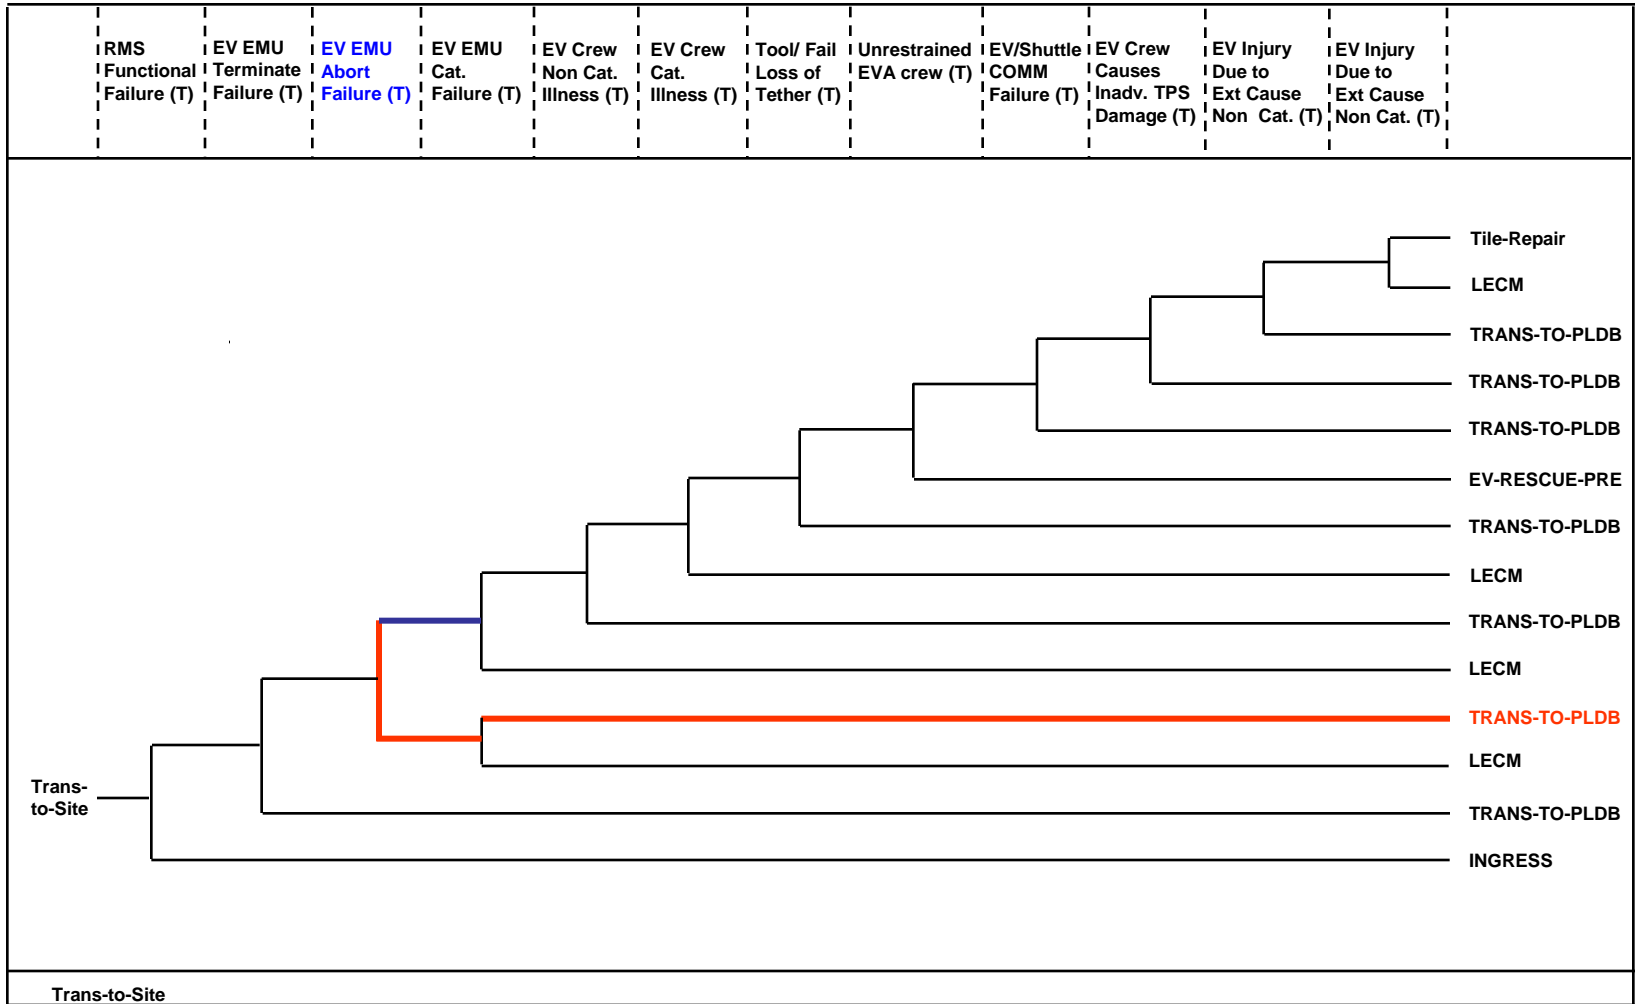 RMS
Functional
Failure (T)
EV EMU
Terminate
Failure (T)
EV EMU
Abort
Failure (T)
EV EMU
Cat.
Failure (T)
EV Crew
Non Cat.
Illness (T)
EV Crew
Cat.
Illness (T)
Tool/ Fail
Loss of
Tether (T)
Unrestrained
EVA crew (T)
EV/Shuttle
COMM
Failure (T)
EV Crew
Causes
Inadv. TPS
Damage (T)
EV Injury
Due to
Ext Cause
Non Cat. (T)
EV Injury
Due to
Ext Cause
Non Cat. (T)
Tile-Repair
LECM
TRANS-TO-PLDB
TRANS-TO-PLDB
TRANS-TO-PLDB
EV-RESCUE-PRE
TRANS-TO-PLDB
LECM
TRANS-TO-PLDB
LECM
TRANS-TO-PLDB
LECM
Trans-
to-Site
TRANS-TO-PLDB
INGRESS
Trans-to-Site